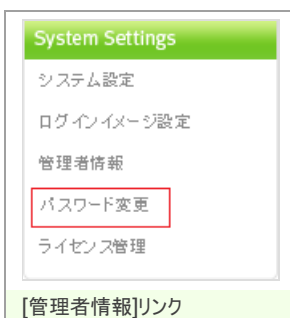 System Settings
システム設定
ログインイメージ設定
管理者情報
パスワード変更
ライセンス管理
[管理者情報]リンク